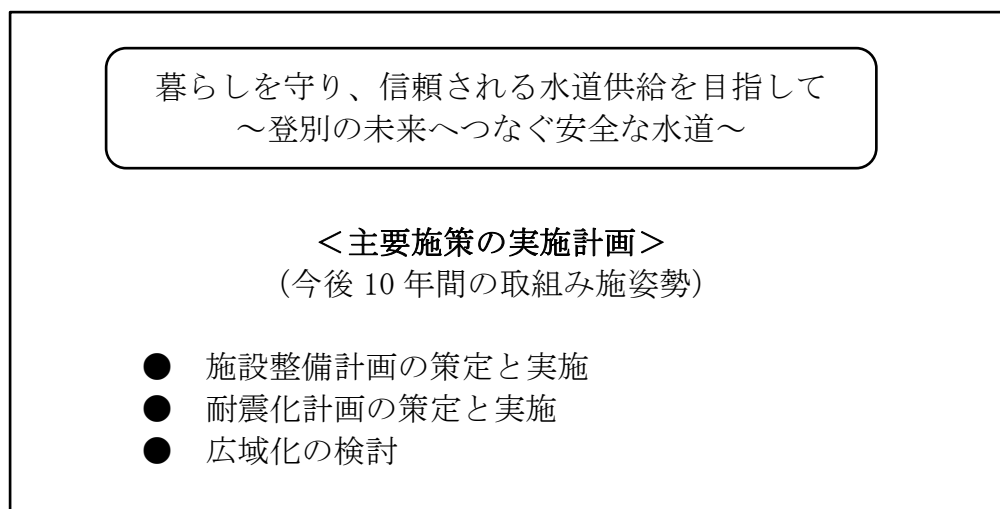 暮らしを守り、信頼される水道供給を目指して
～登別の未来へつなぐ安全な水道～
＜主要施策の実施計画＞
（今後 10 年間の取組み施姿勢）
● 施設整備計画の策定と実施
● 耐震化計画の策定と実施
● 広域化の検討